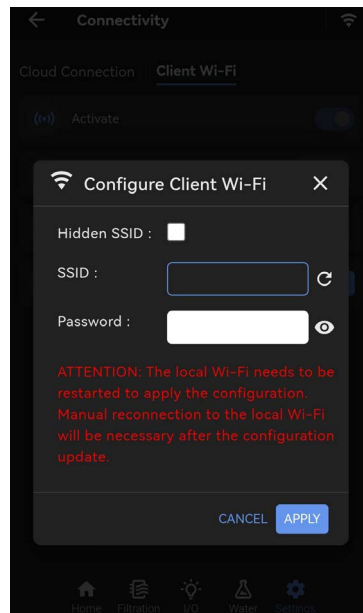 Connectivity
Cloud Connection Client Wi-Fi
Activate
Configure Client Wi-Fi
Hidden SSID :
SSID :
Password :
ATTENTION: The local Wi-Fi needs to be
restarted to apply the configuration.
Manual reconnection to the local Wi-Fi
will be necessary after the configuration
update.
CANCEL APPLY
Home Filtration I/O Water Settings